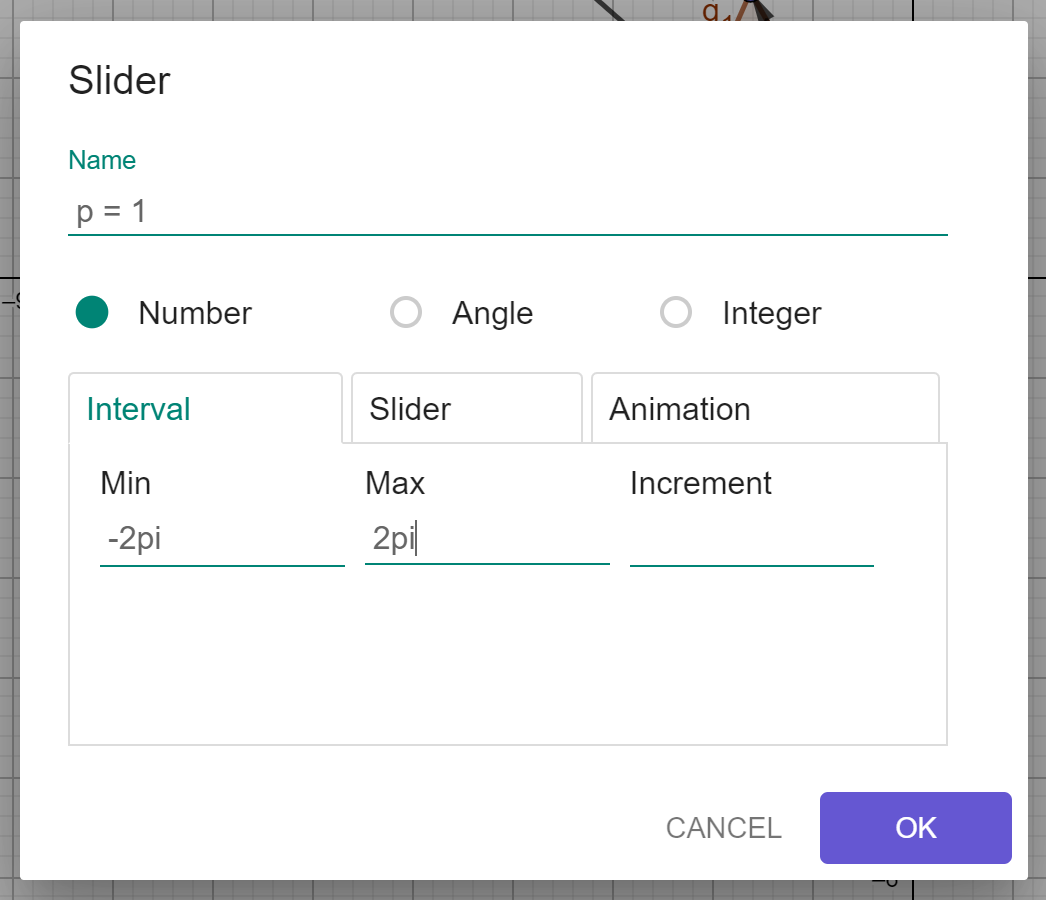 Slider
Name
p = 1
Number Angle Integer
Interval Slider Animation
Min Max Increment
-2pi 2pi
CANCEL OK